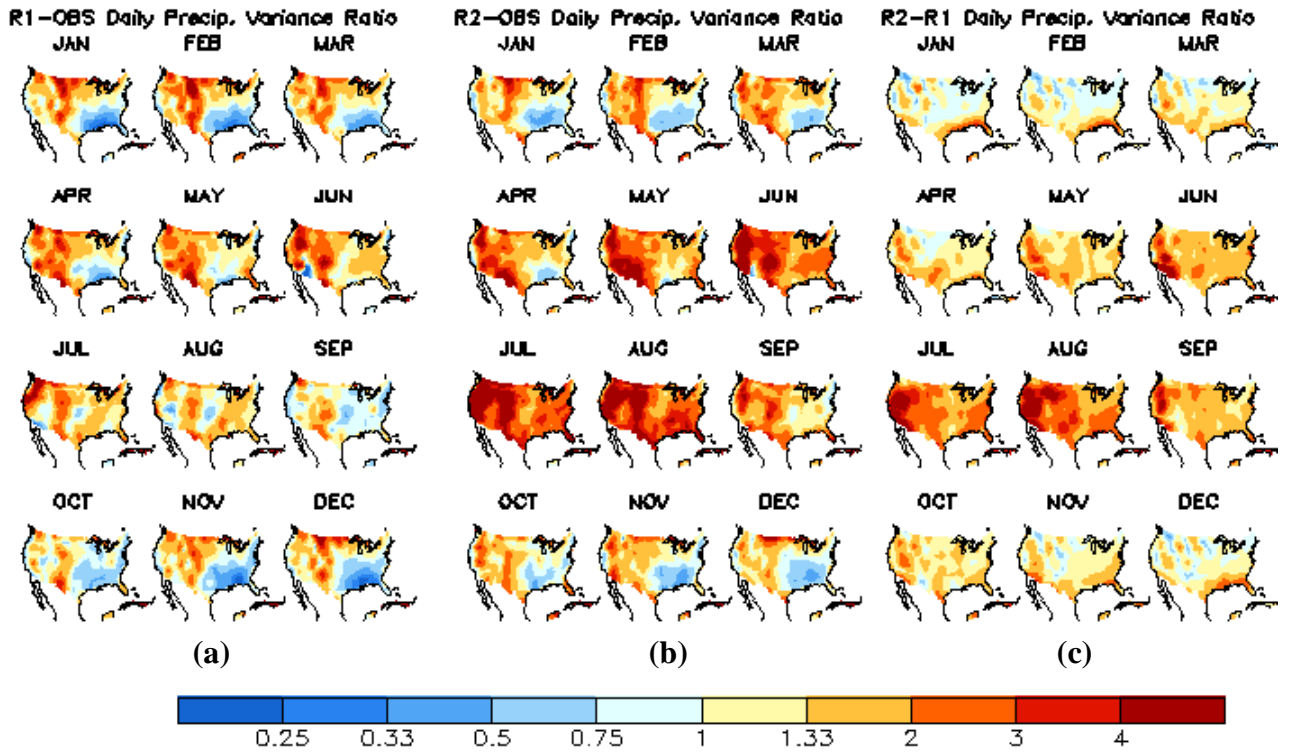 R1-OBS Daily Precip. Variance Ratio
JAN FEB MAR
APR MAY JUN
JUL AUG SEP
OCT NOV DEC
(a)
R2-OBS Daily Precip. Variance Ratio
JAN FEB MAR
APR MAY JUN
JUL AUG SEP
OCT NOV DEC
(b)
R2-R1 Daily Precip. Variance Ratio
JAN FEB MAR
APR MAY JUN
JUL AUG SEP
OCT NOV DEC
(c)
0.25 0.33 0.5 0.75 1 1.33 2 3 4